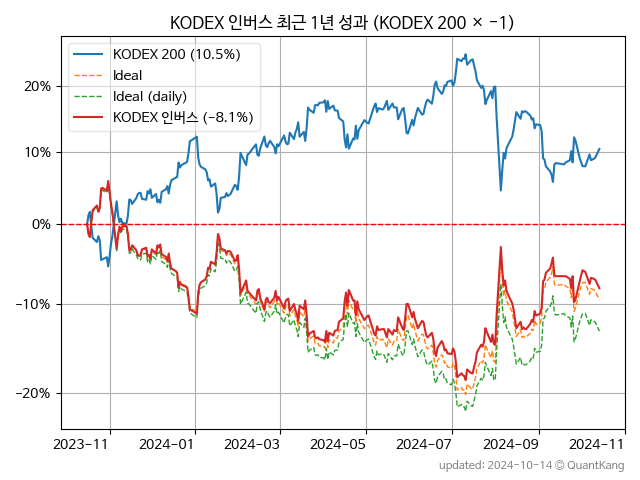 KODEX 인버스 최근 1년 성과 (KODEX 200 × −1)
KODEX 200 (10.5%)
Ideal
Ideal (daily)
KODEX 인버스 (−8.1%)
20%
10%
0%
−10%
−20%
2023-11
2024-01
2024-03
2024-05
2024-07
2024-09
2024-11
updated: 2024-10-14 © QuantKang